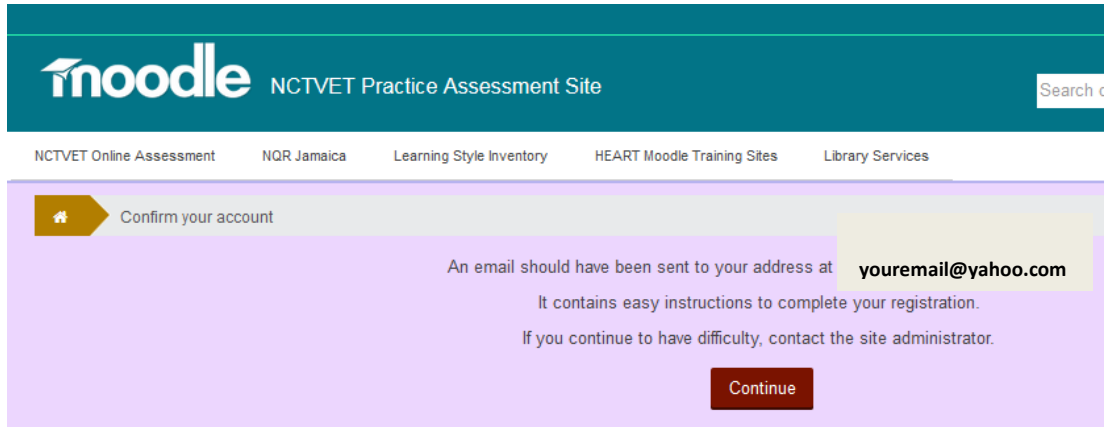 moodle NCTVET Practice Assessment Site
Search
NCTVET Online Assessment NQR Jamaica Learning Style Inventory HEART Moodle Training Sites Library Services
Confirm your account
An email should have been sent to your address at youremail@yahoo.com
It contains easy instructions to complete your registration.
If you continue to have difficulty, contact the site administrator.
Continue